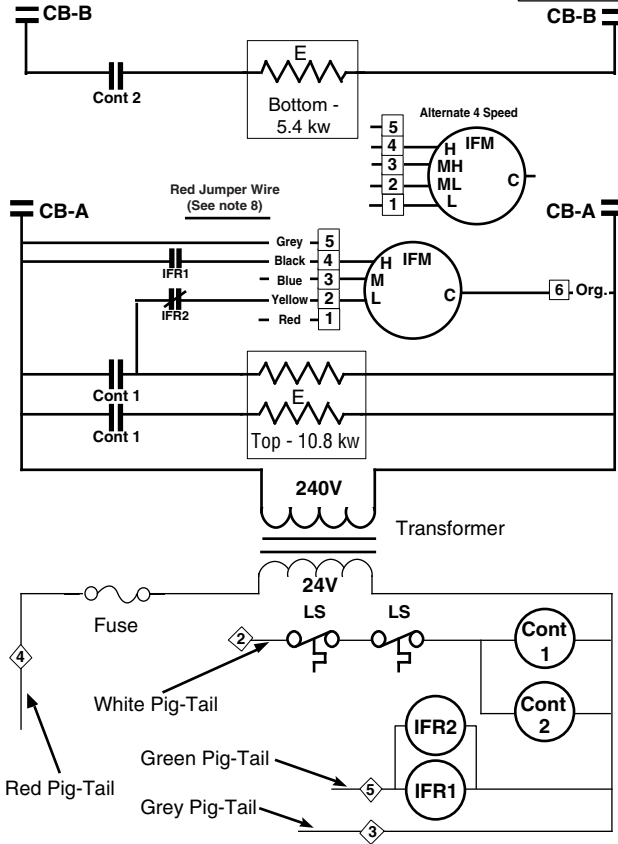 CB-B
CB-B
Cont 2
E
Bottom -
5.4 kw
Alternate 4 Speed
5
4
3
2
1
H
MH
ML
L
IFM
C
CB-A
CB-A
Red Jumper Wire
(See note 8)
Grey
5
IFR1
Black
4
Blue
3
IFR2
Yellow
2
Red
1
H
M
L
IFM
C
6
Org.
Cont 1
Cont 1
E
Top - 10.8 kw
240V
Transformer
24V
Fuse
4
2
LS
LS
Cont
1
Cont
2
White Pig-Tail
Red Pig-Tail
IFR2
Green Pig-Tail
5
IFR1
Grey Pig-Tail
3